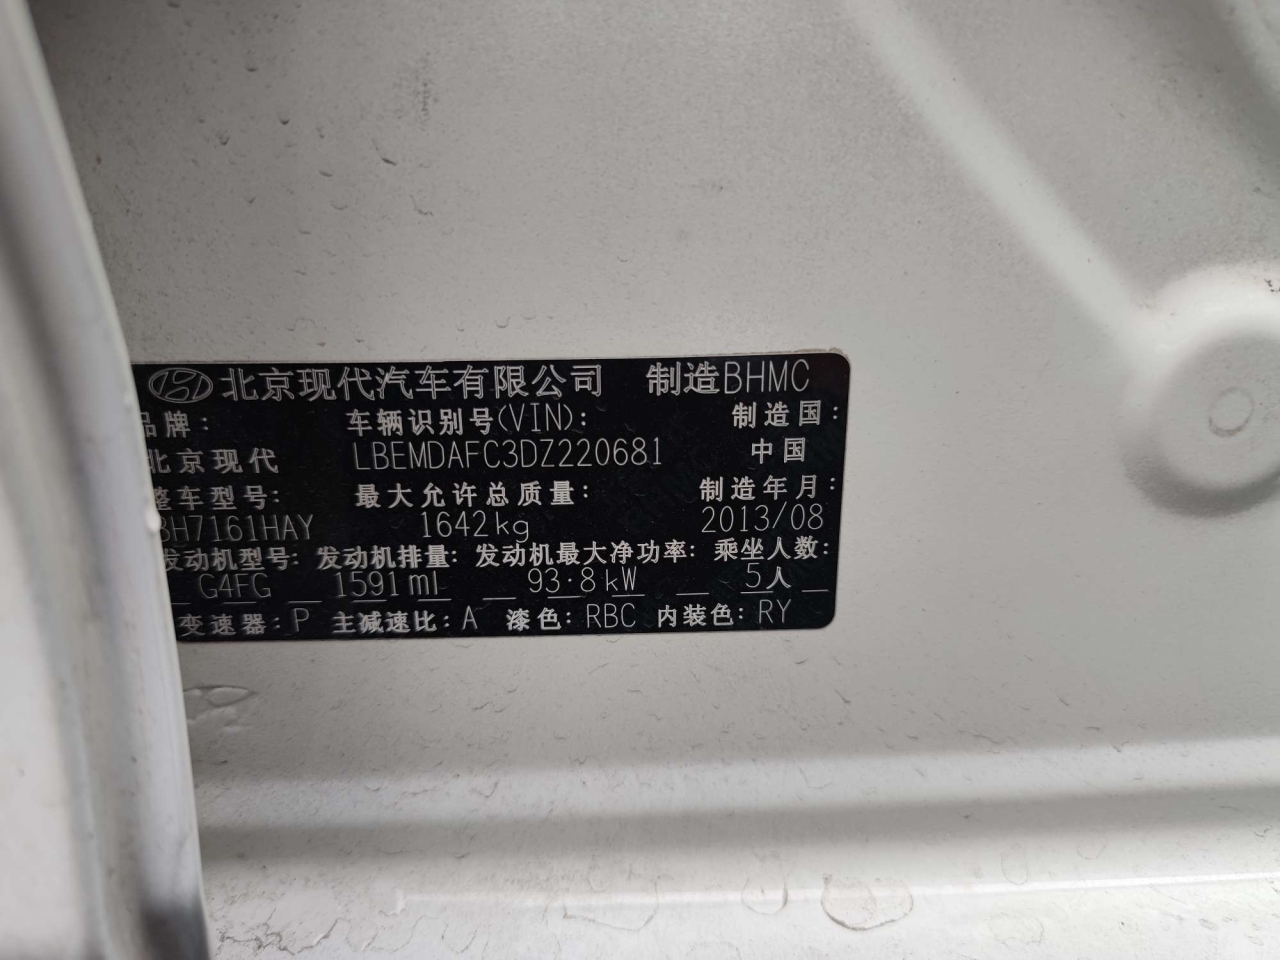 北京现代汽车有限公司 制造BHMC
品牌: 车辆识别号(VIN): 制造国:
北京现代 LBEMDAFC3DZ220681 中国
整车型号: 最大允许总质量: 制造年月:
BH7161HAY 1642kg 2013/08
发动机型号: 发动机排量: 发动机最大净功率: 乘坐人数:
G4FG 1591ml 93.8kW 5人
变速器: P 主减速比: A 漆色: RBC 内装色: RY